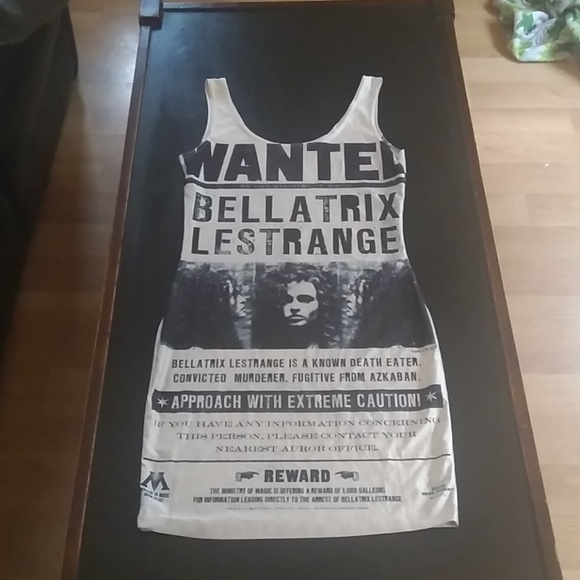 WANTED
BELLATRIX
LESTRANGE
BELLATRIX LESTRANGE IS A KNOWN DEATH EATER,
CONVICTED MURDERER, FUGITIVE FROM AZKABAN.
* APPROACH WITH EXTREME CAUTION! *
IF YOU HAVE ANY INFORMATION CONCERNING
THIS PERSON, PLEASE CONTACT YOUR
NEAREST AUROR OFFICE.
REWARD
THE MINISTRY OF MAGIC IS OFFERING A REWARD OF 1,000 GALLEONS
FOR INFORMATION LEADING DIRECTLY TO THE ARREST OF BELLATRIX LESTRANGE
M